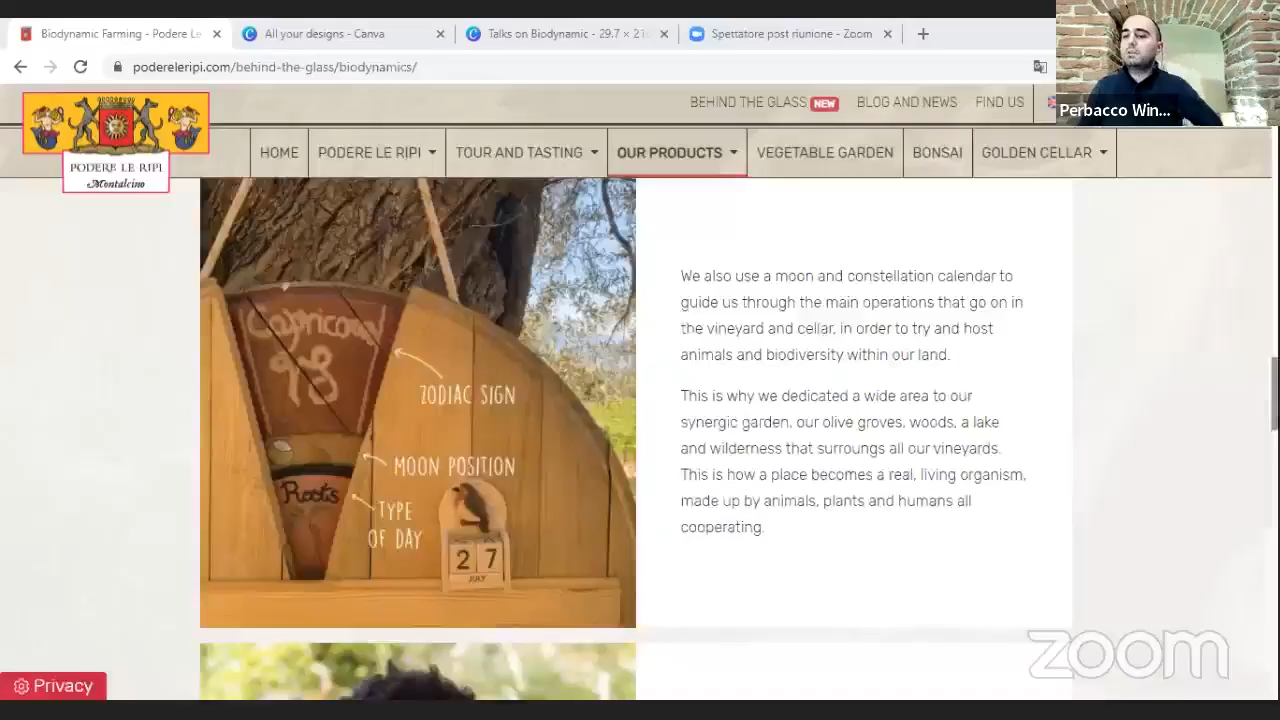 Biodynamic Farming - Podere Le
All your designs - Canva
Talks on Biodynamic - 29.7 × 21
Spettatore post riunione - Zoom
podereleripi.com/behind-the-glass/biodynamics/
Perbacco Win...
BEHIND THE GLASS NEW BLOG AND NEWS FIND US
PODERE LE RIPI
Montalcino
HOME PODERE LE RIPI TOUR AND TASTING OUR PRODUCTS VEGETABLE GARDEN BONSAI GOLDEN CELLAR
Capricorn
ZODIAC SIGN
MOON POSITION
Roots
TYPE
OF DAY
27
JULY
We also use a moon and constellation calendar to
guide us through the main operations that go on in
the vineyard and cellar, in order to try and host
animals and biodiversity within our land.
This is why we dedicated a wide area to our
synergic garden, our olive groves, woods, a lake
and wilderness that surroungs all our vineyards.
This is how a place becomes a real, living organism,
made up by animals, plants and humans all
cooperating.
Privacy
zoom